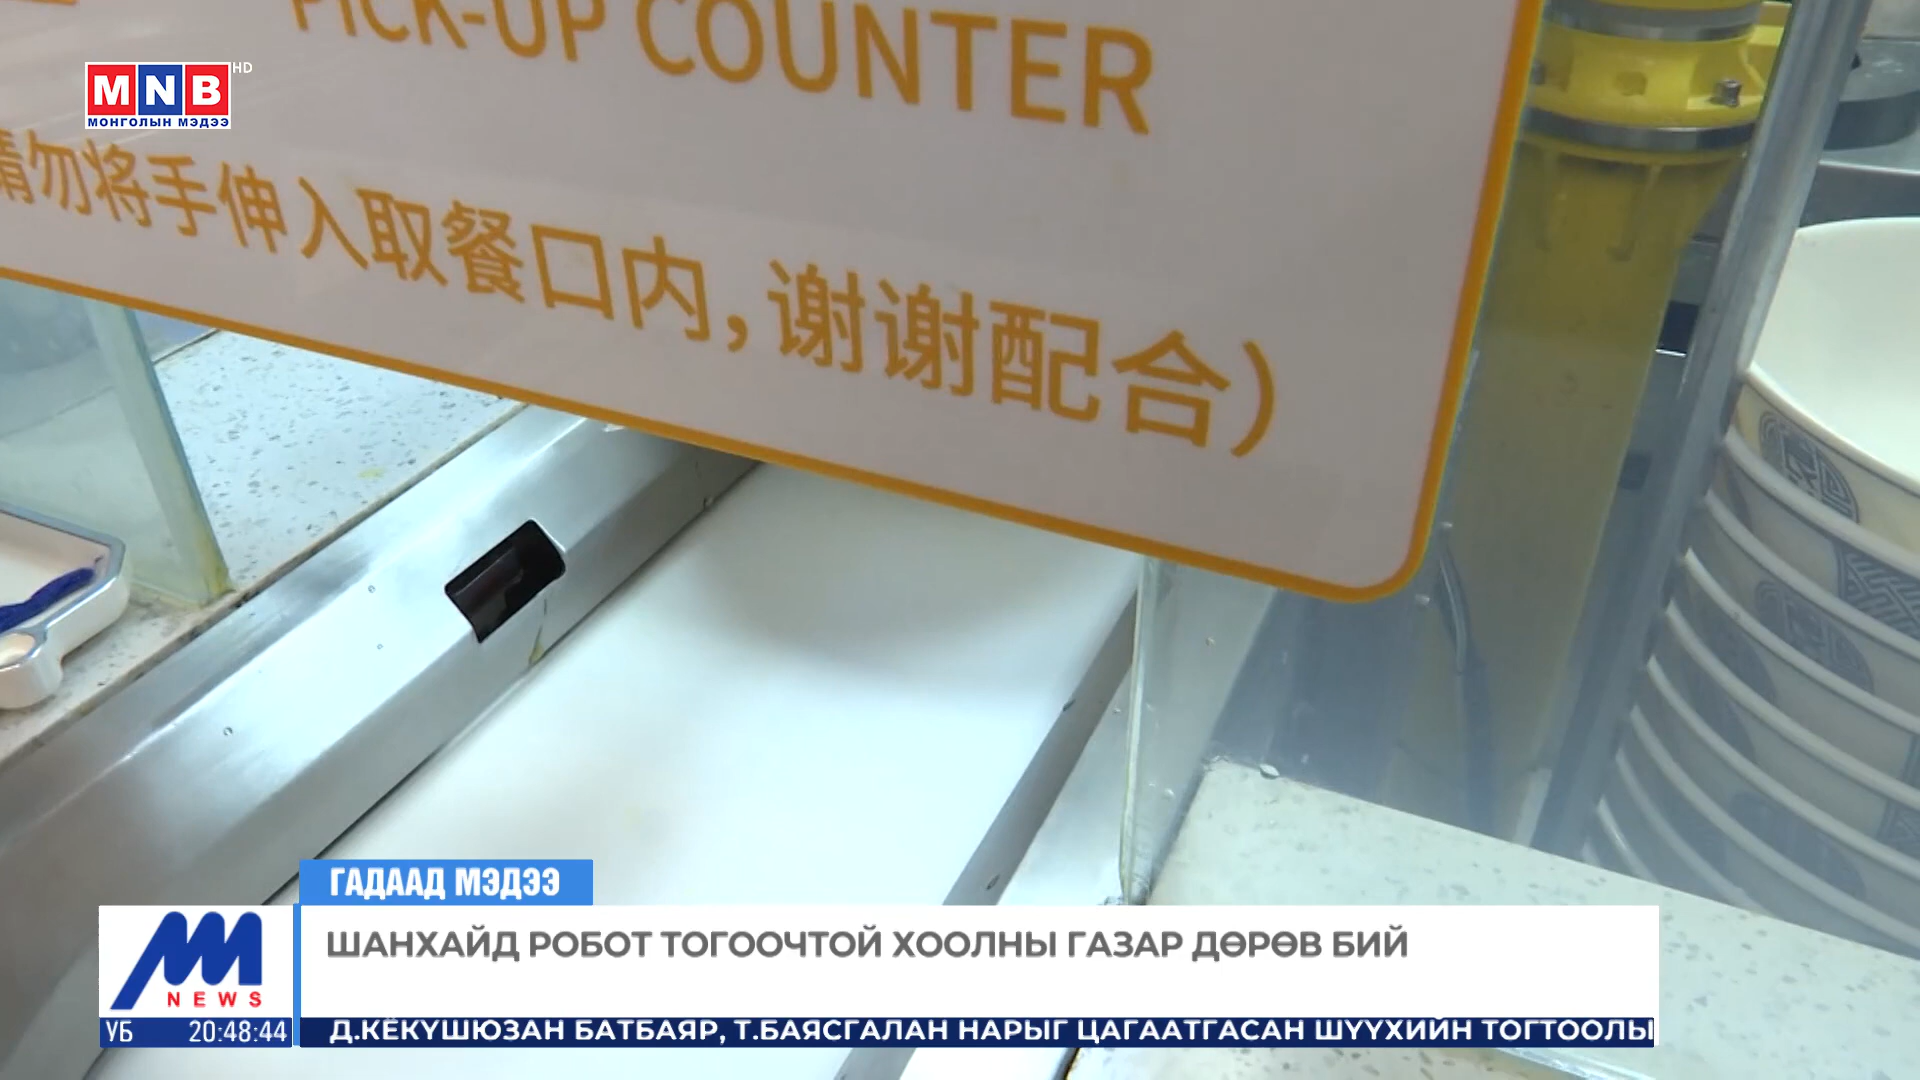 PICK-UP COUNTER
MNB HD
МОНГОЛЫН МЭДЭЭ
请勿将手伸入取餐口内，谢谢配合）
ГАДААД МЭДЭЭ
ШАНХАЙД РОБОТ ТОГООЧТОЙ ХООЛНЫ ГАЗАР ДӨРӨВ БИЙ
NEWS
УБ 20:48:44
Д.КЁКҮШЮЗАН БАТБАЯР, Т.БАЯСГАЛАН НАРЫГ ЦАГААТГАСАН ШҮҮХИЙН ТОГТООЛЫ